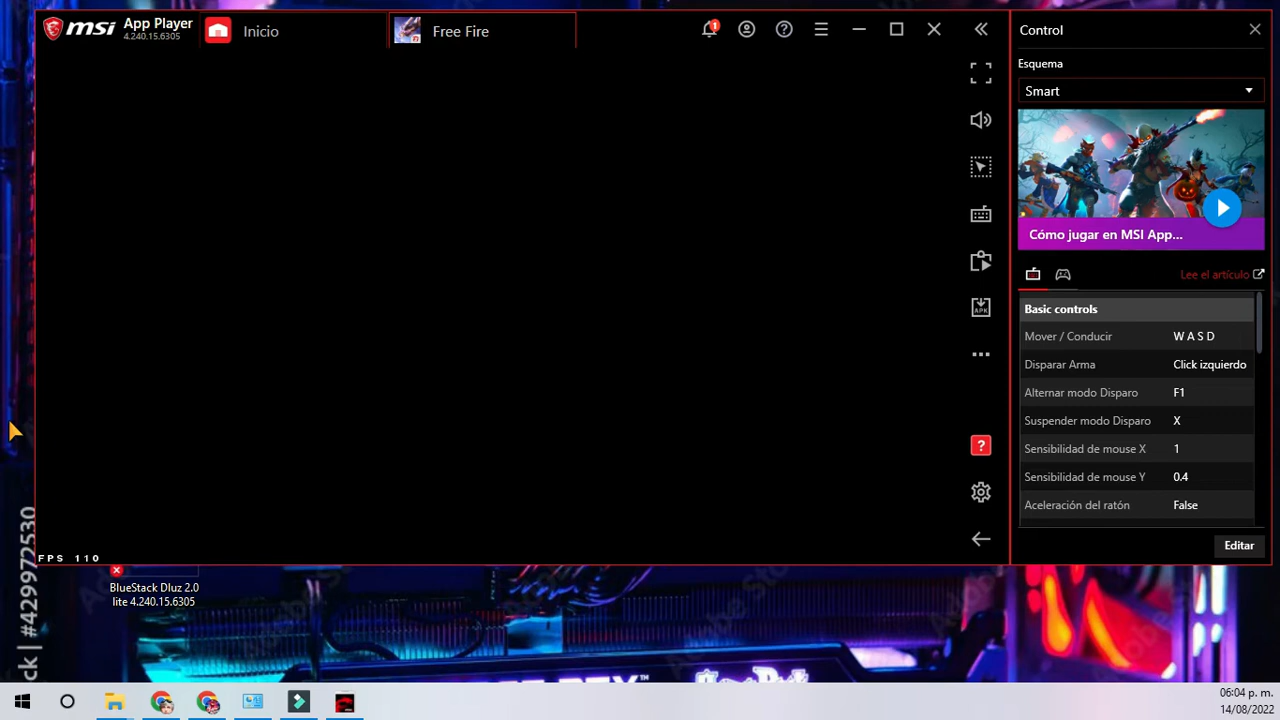 msi App Player
4.240.15.6305
Inicio
Free Fire
1
Control
Esquema
Smart
Cómo jugar en MSI App...
Lee el artículo
Basic controls
Mover / Conducir W A S D
Disparar Arma Click izquierdo
Alternar modo Disparo F1
Suspender modo Disparo X
Sensibilidad de mouse X 1
Sensibilidad de mouse Y 0.4
Aceleración del ratón False
Editar
APK
?
FPS 110
BlueStack Dluz 2.0
lite 4.240.15.6305
ck | #429972530
06:04 p. m.
14/08/2022